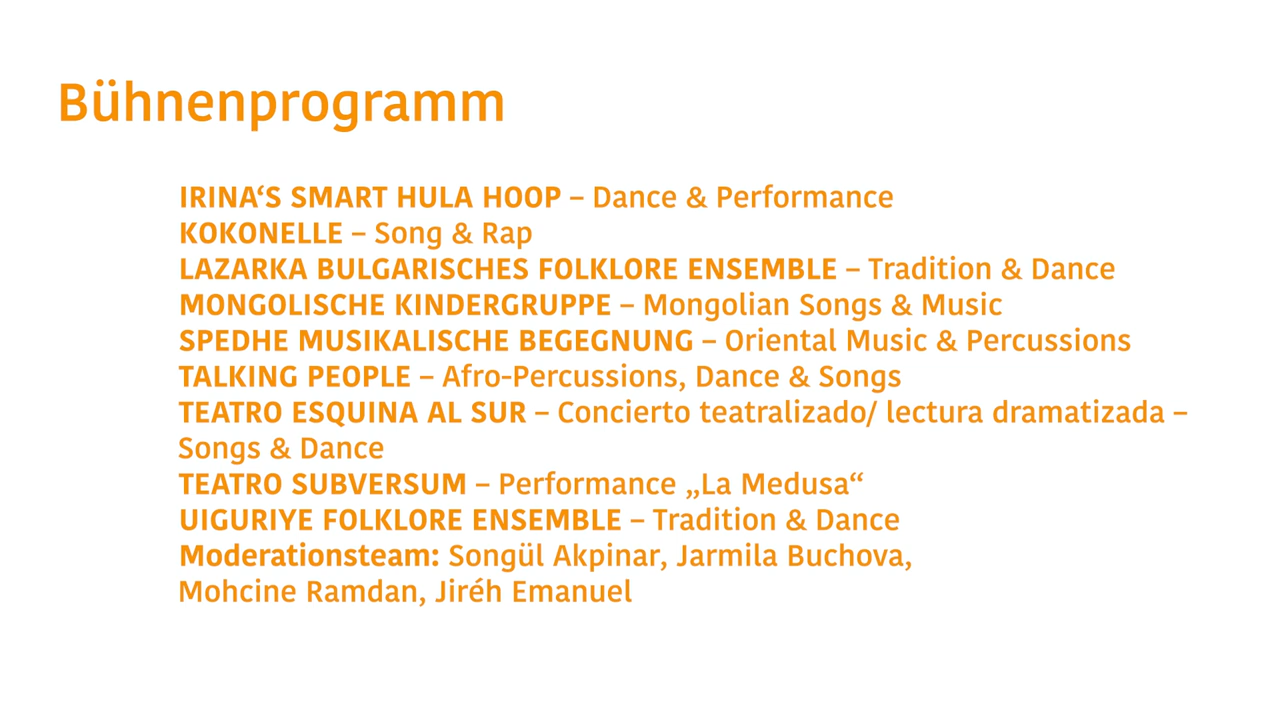 Bühnenprogramm
IRINA‘S SMART HULA HOOP – Dance & Performance
KOKONELLE – Song & Rap
LAZARKA BULGARISCHES FOLKLORE ENSEMBLE – Tradition & Dance
MONGOLISCHE KINDERGRUPPE – Mongolian Songs & Music
SPEDHE MUSIKALISCHE BEGEGNUNG – Oriental Music & Percussions
TALKING PEOPLE – Afro-Percussions, Dance & Songs
TEATRO ESQUINA AL SUR – Concierto teatralizado/ lectura dramatizada –
Songs & Dance
TEATRO SUBVERSUM – Performance „La Medusa“
UIGURIYE FOLKLORE ENSEMBLE – Tradition & Dance
Moderationsteam: Songül Akpinar, Jarmila Buchova,
Mohcine Ramdan, Jiréh Emanuel